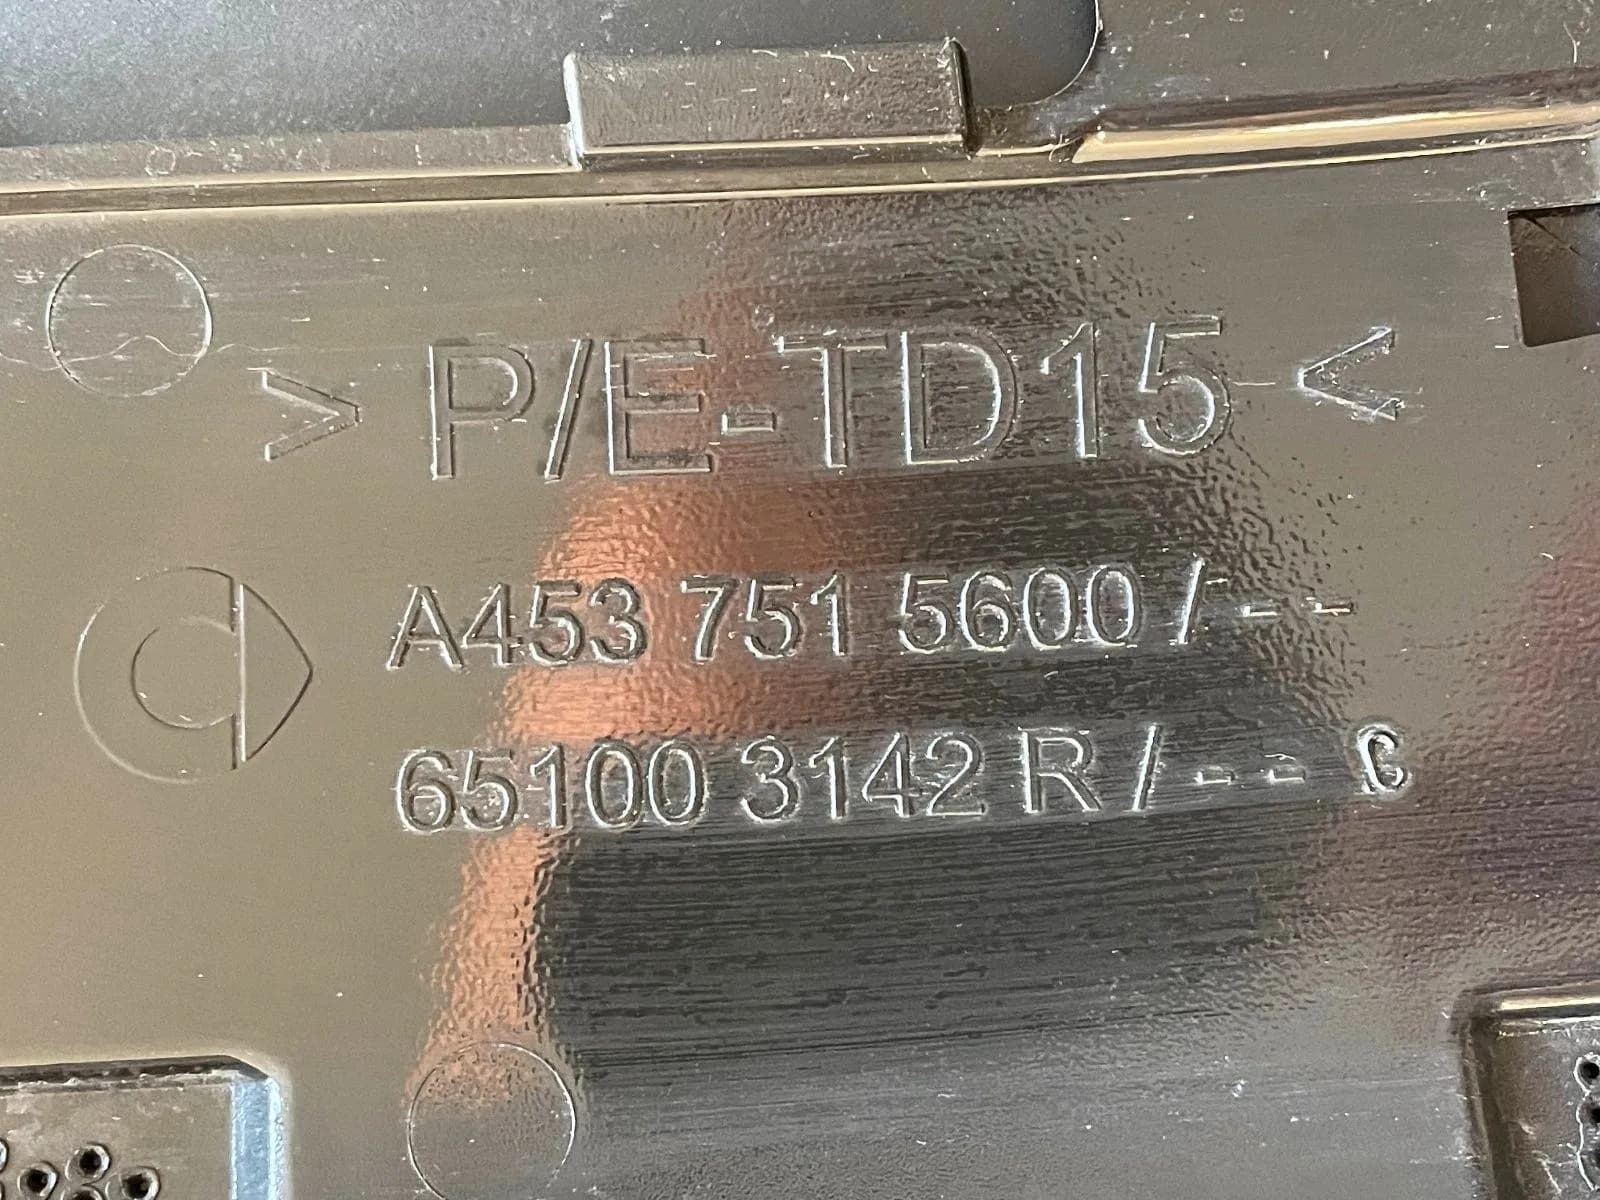 >P/E-TD15<
A453 751 5600/--
65100 3142 R/-- C